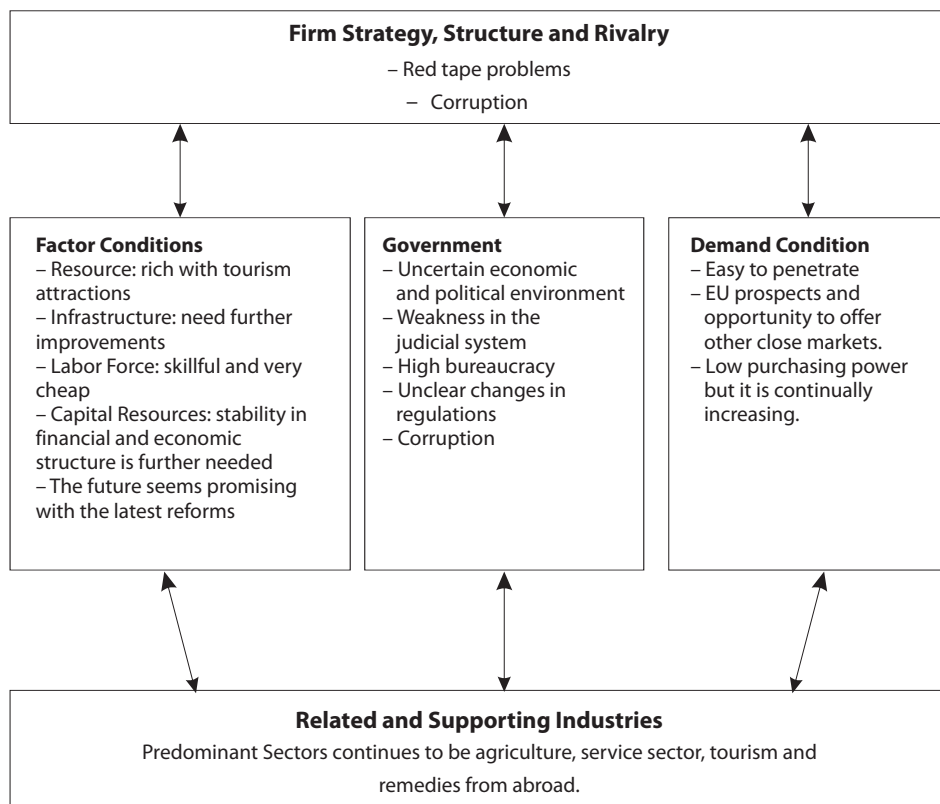 Firm Strategy, Structure and Rivalry
– Red tape problems
– Corruption
Factor Conditions
– Resource: rich with tourism
attractions
– Infrastructure: need further
improvements
– Labor Force: skillful and very
cheap
– Capital Resources: stability in
financial and economic
structure is further needed
– The future seems promising
with the latest reforms
Government
– Uncertain economic
and political environment
– Weakness in the
judicial system
– High bureaucracy
– Unclear changes in
regulations
– Corruption
Demand Condition
– Easy to penetrate
– EU prospects and
opportunity to offer
other close markets.
– Low purchasing power
but it is continually
increasing.
Related and Supporting Industries
Predominant Sectors continues to be agriculture, service sector, tourism and
remedies from abroad.